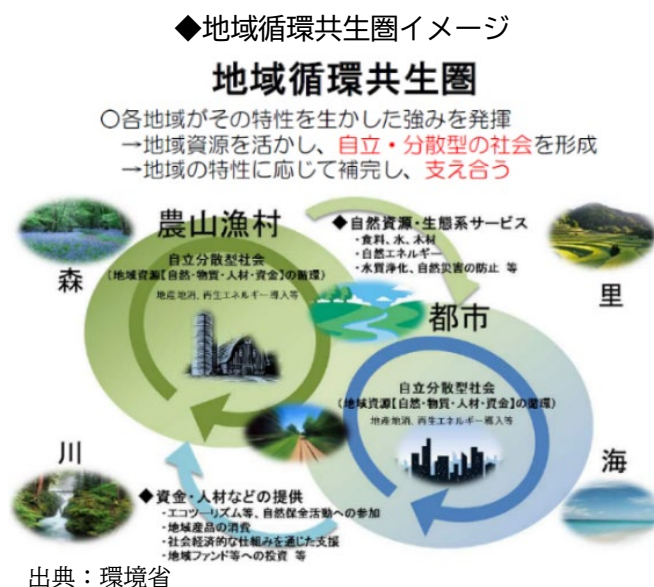 ◆地域循環共生圏イメージ
地域循環共生圏
○各地域がその特性を生かした強みを発揮
→地域資源を活かし、自立・分散型の社会を形成
→地域の特性に応じて補完し、支え合う
農山漁村
自立分散型社会
(地域資源【自然・物質・人材・資金】の循環)
地産地消、再生エネルギー導入等
森
◆自然資源・生態系サービス
・食料、水、木材
・自然エネルギー
・水質浄化、自然災害の防止 等
里
都市
自立分散型社会
(地域資源【自然・物質・人材・資金】の循環)
地産地消、再生エネルギー導入等
川
海
◆資金・人材などの提供
・エコツーリズム等、自然保全活動への参加
・地域産品の消費
・社会経済的な仕組みを通じた支援
・地域ファンド等への投資 等
出典：環境省